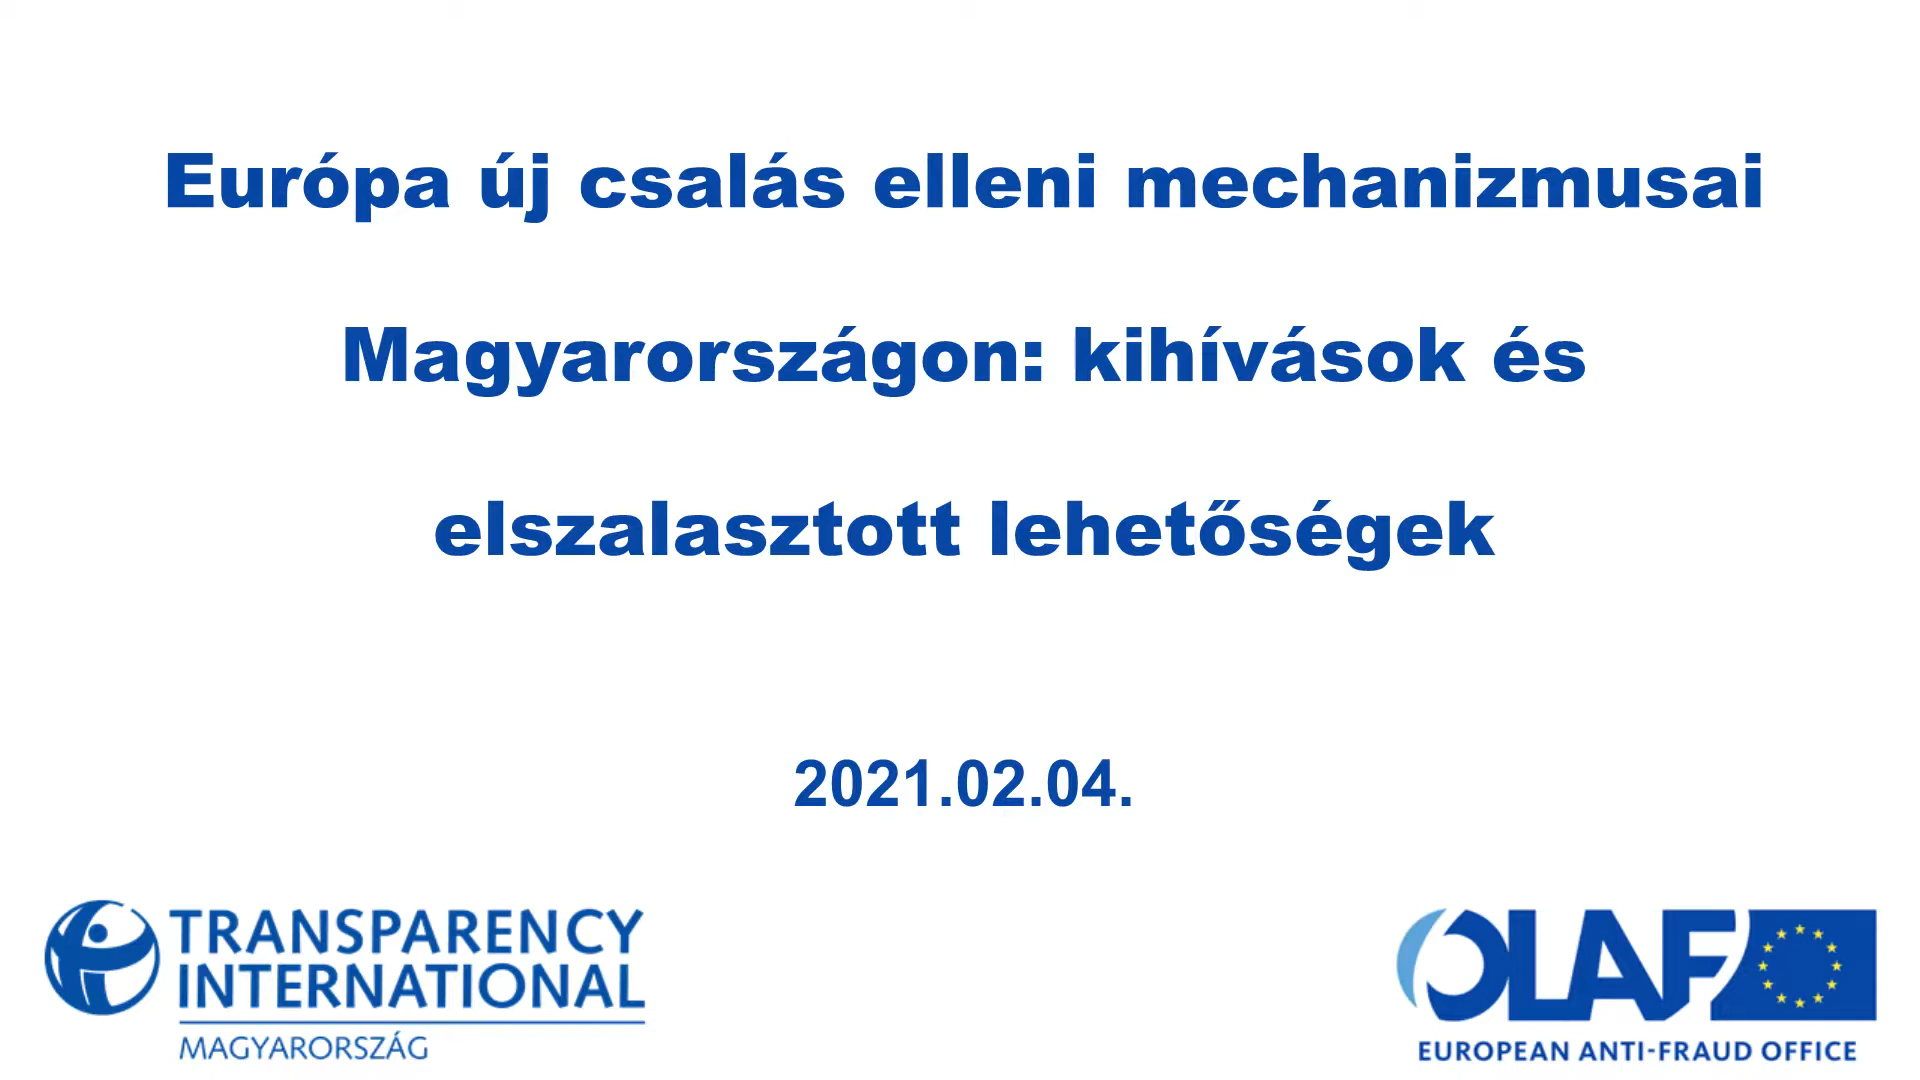 Európa új csalás elleni mechanizmusai
Magyarországon: kihívások és
elszalasztott lehetőségek
2021.02.04.
TRANSPARENCY
INTERNATIONAL
MAGYARORSZÁG
OLAF
EUROPEAN ANTI-FRAUD OFFICE